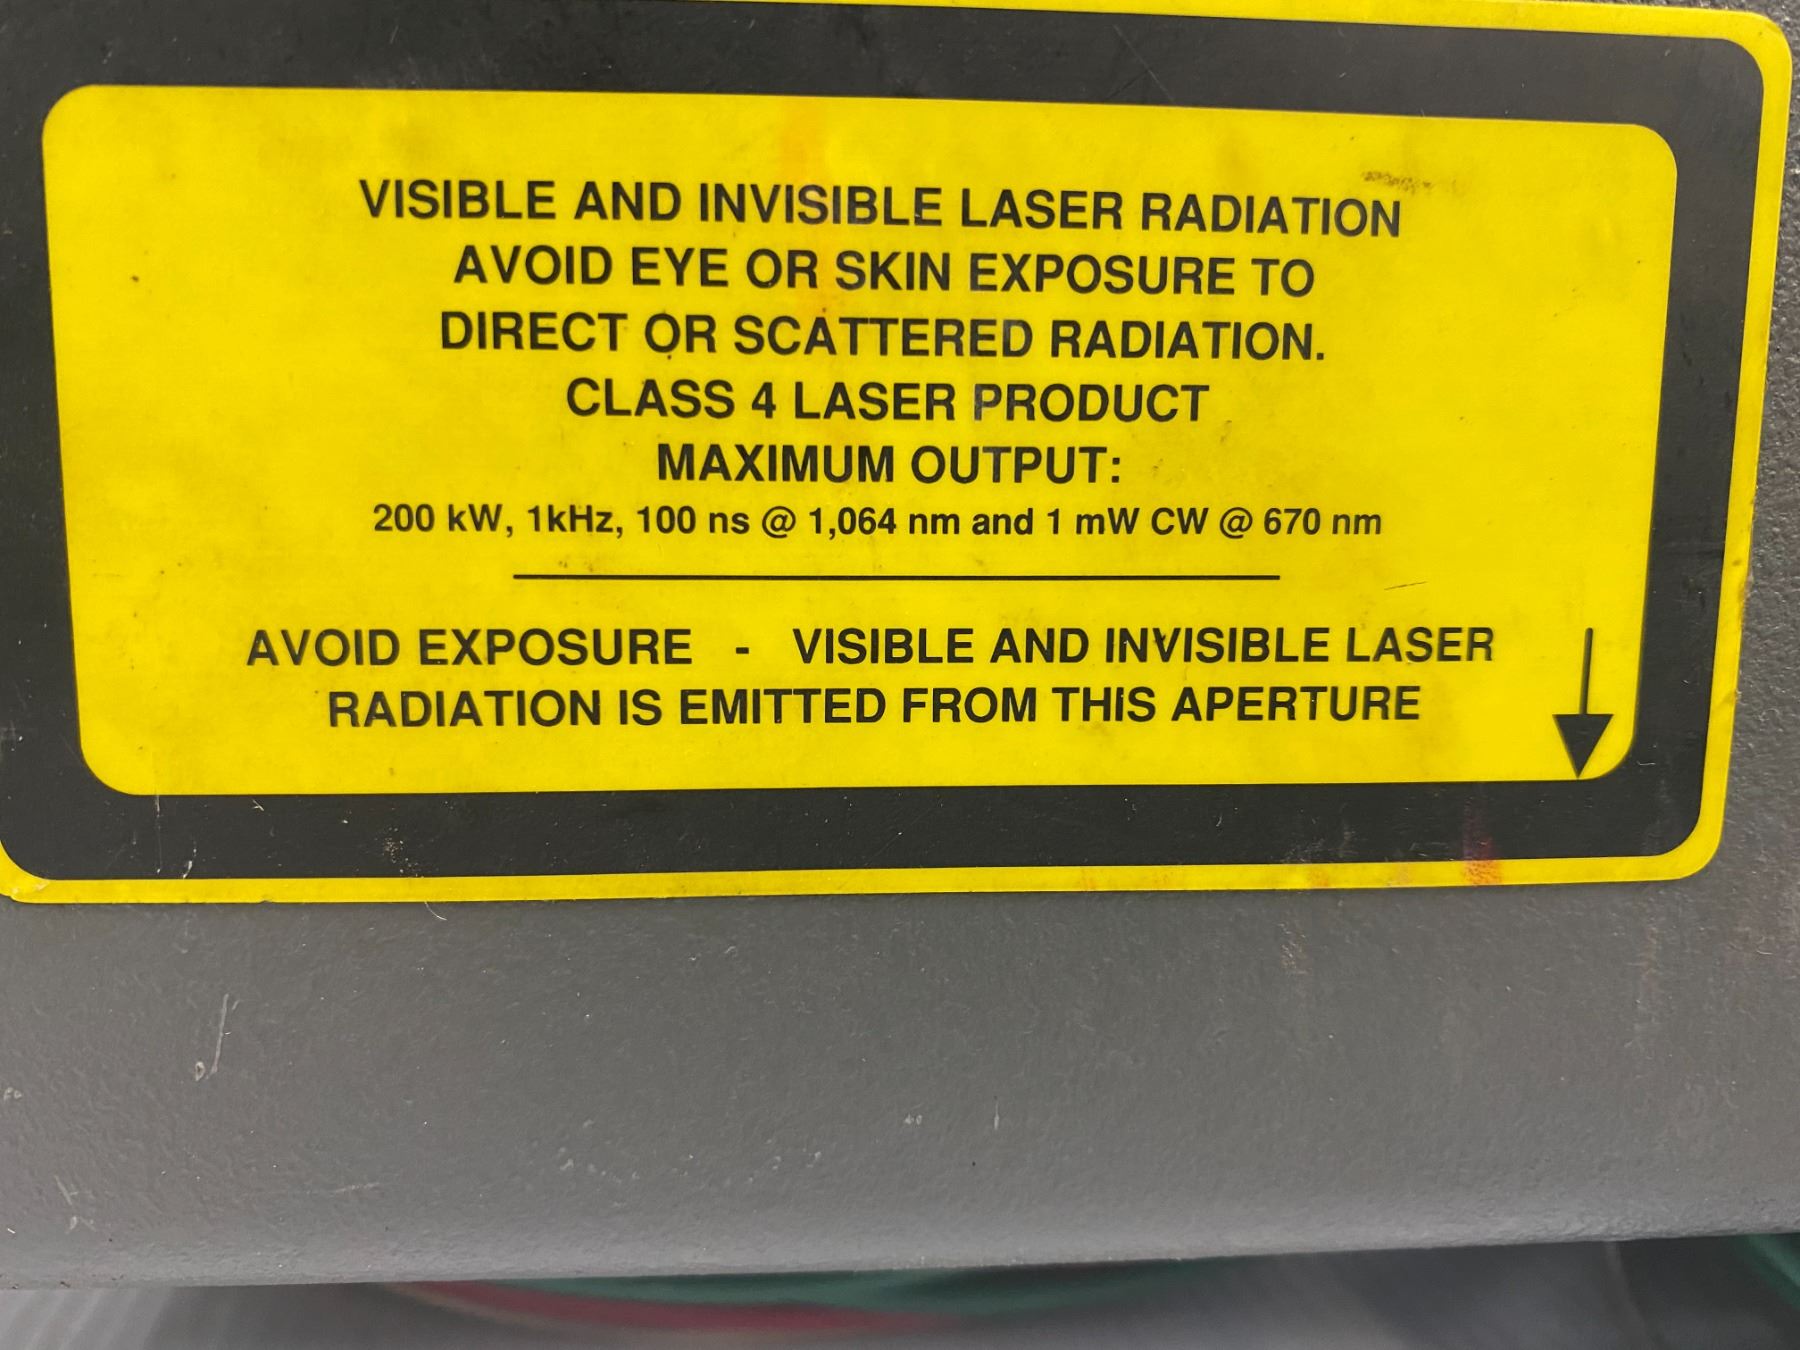 VISIBLE AND INVISIBLE LASER RADIATION
AVOID EYE OR SKIN EXPOSURE TO
DIRECT OR SCATTERED RADIATION.
CLASS 4 LASER PRODUCT
MAXIMUM OUTPUT:
200 kW, 1kHz, 100 ns @ 1,064 nm and 1 mW CW @ 670 nm
AVOID EXPOSURE - VISIBLE AND INVISIBLE LASER
RADIATION IS EMITTED FROM THIS APERTURE